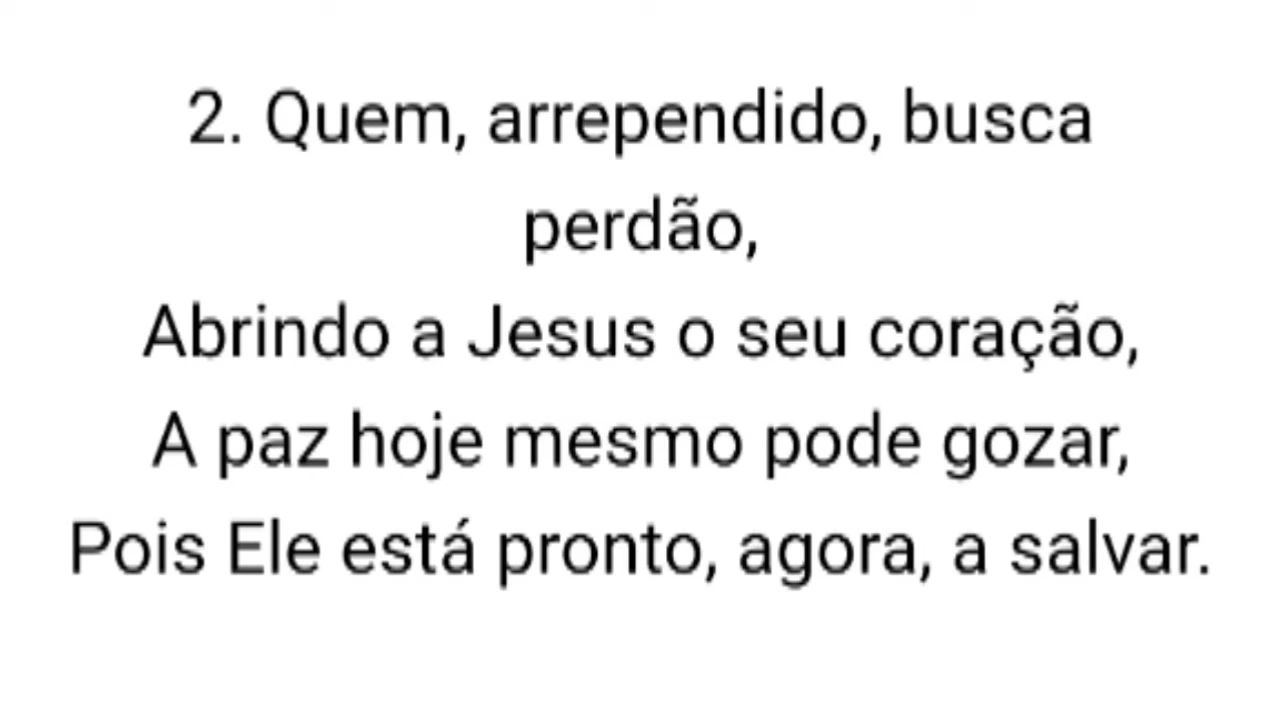 2. Quem, arrependido, busca
perdão,
Abrindo a Jesus o seu coração,
A paz hoje mesmo pode gozar,
Pois Ele está pronto, agora, a salvar.